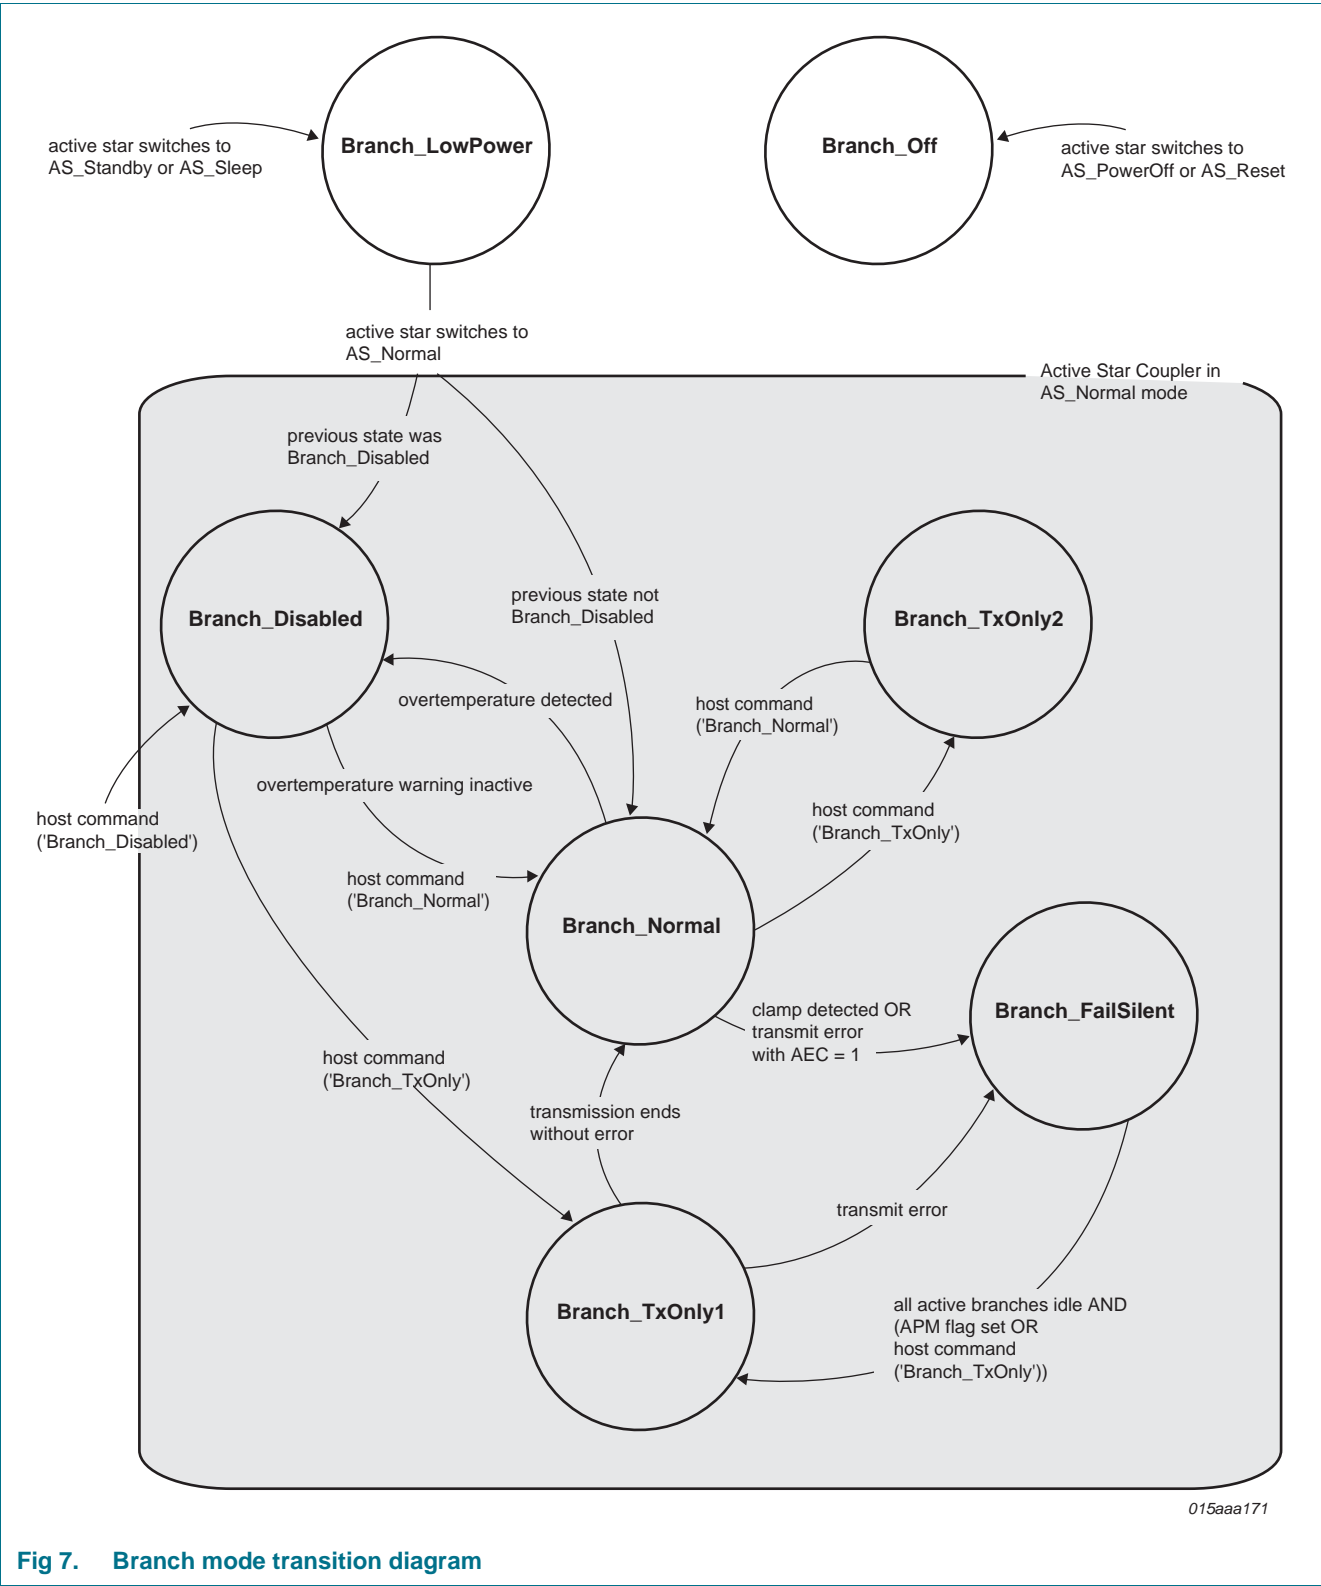 Branch_LowPower
Branch_Off
active star switches to
AS_Standby or AS_Sleep
active star switches to
AS_PowerOff or AS_Reset
active star switches to
AS_Normal
Active Star Coupler in
AS_Normal mode
previous state was
Branch_Disabled
previous state not
Branch_Disabled
Branch_Disabled
Branch_TxOnly2
overtemperature detected
host command
('Branch_Normal')
overtemperature warning inactive
host command
('Branch_Disabled')
host command
('Branch_TxOnly')
host command
('Branch_Normal')
Branch_Normal
clamp detected OR
transmit error
with AEC = 1
Branch_FailSilent
host command
('Branch_TxOnly')
transmission ends
without error
transmit error
Branch_TxOnly1
all active branches idle AND
(APM flag set OR
host command
('Branch_TxOnly'))
015aaa171
Fig 7. Branch mode transition diagram